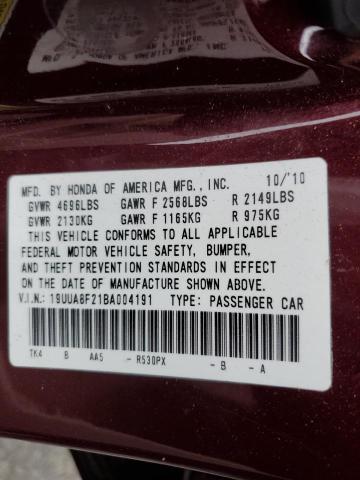 MFD. BY HONDA OF AMERICA MFG., INC. 10/'10
GVWR 4696LBS GAWR F 2568LBS R 2149LBS
GVWR 2130KG GAWR F 1165KG R 975KG
THIS VEHICLE CONFORMS TO ALL APPLICABLE
FEDERAL MOTOR VEHICLE SAFETY, BUMPER,
AND THEFT PREVENTION STANDARDS IN EFFECT
ON THE DATE OF MANUFACTURE SHOWN ABOVE.
V.I.N.: 19UUA8F21BA004191 TYPE: PASSENGER CAR
TK4 B AA5 - R530PX - B - A